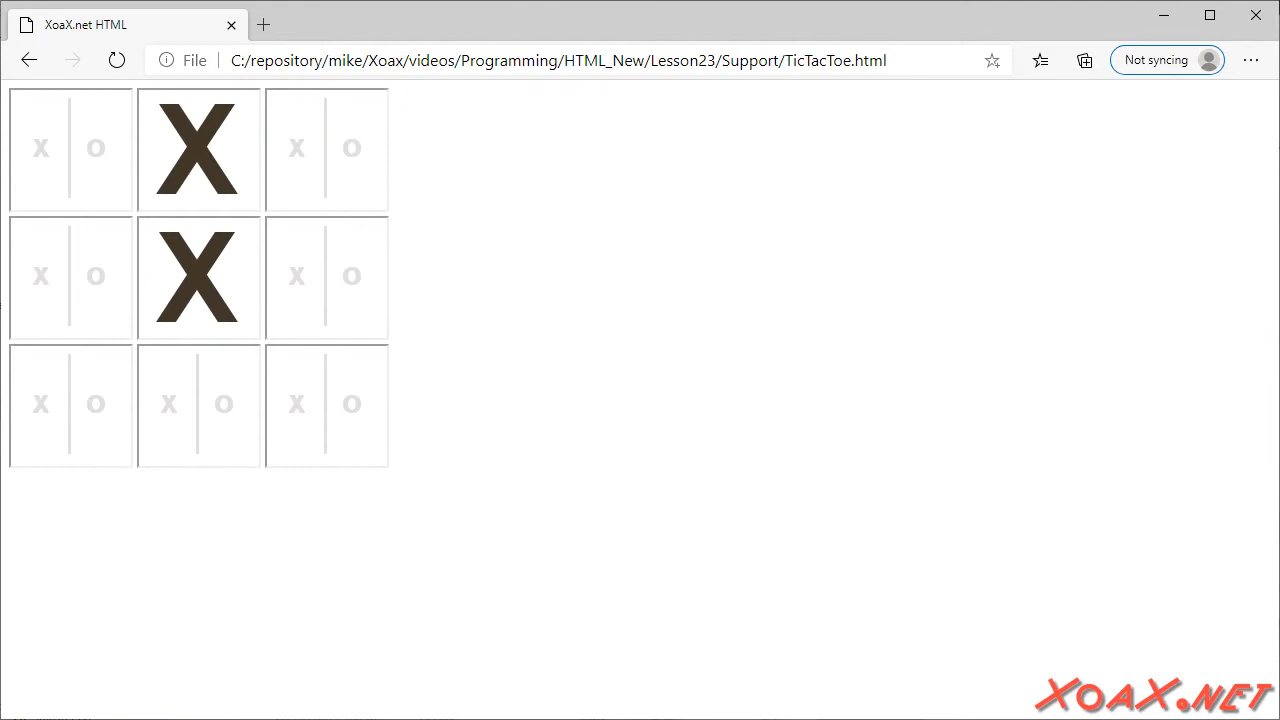 XoaX.net HTML
File C:/repository/mike/Xoax/videos/Programming/HTML_New/Lesson23/Support/TicTacToe.html Not syncing
x o X x o
x o X x o
x o x o x o
XOAX.NET